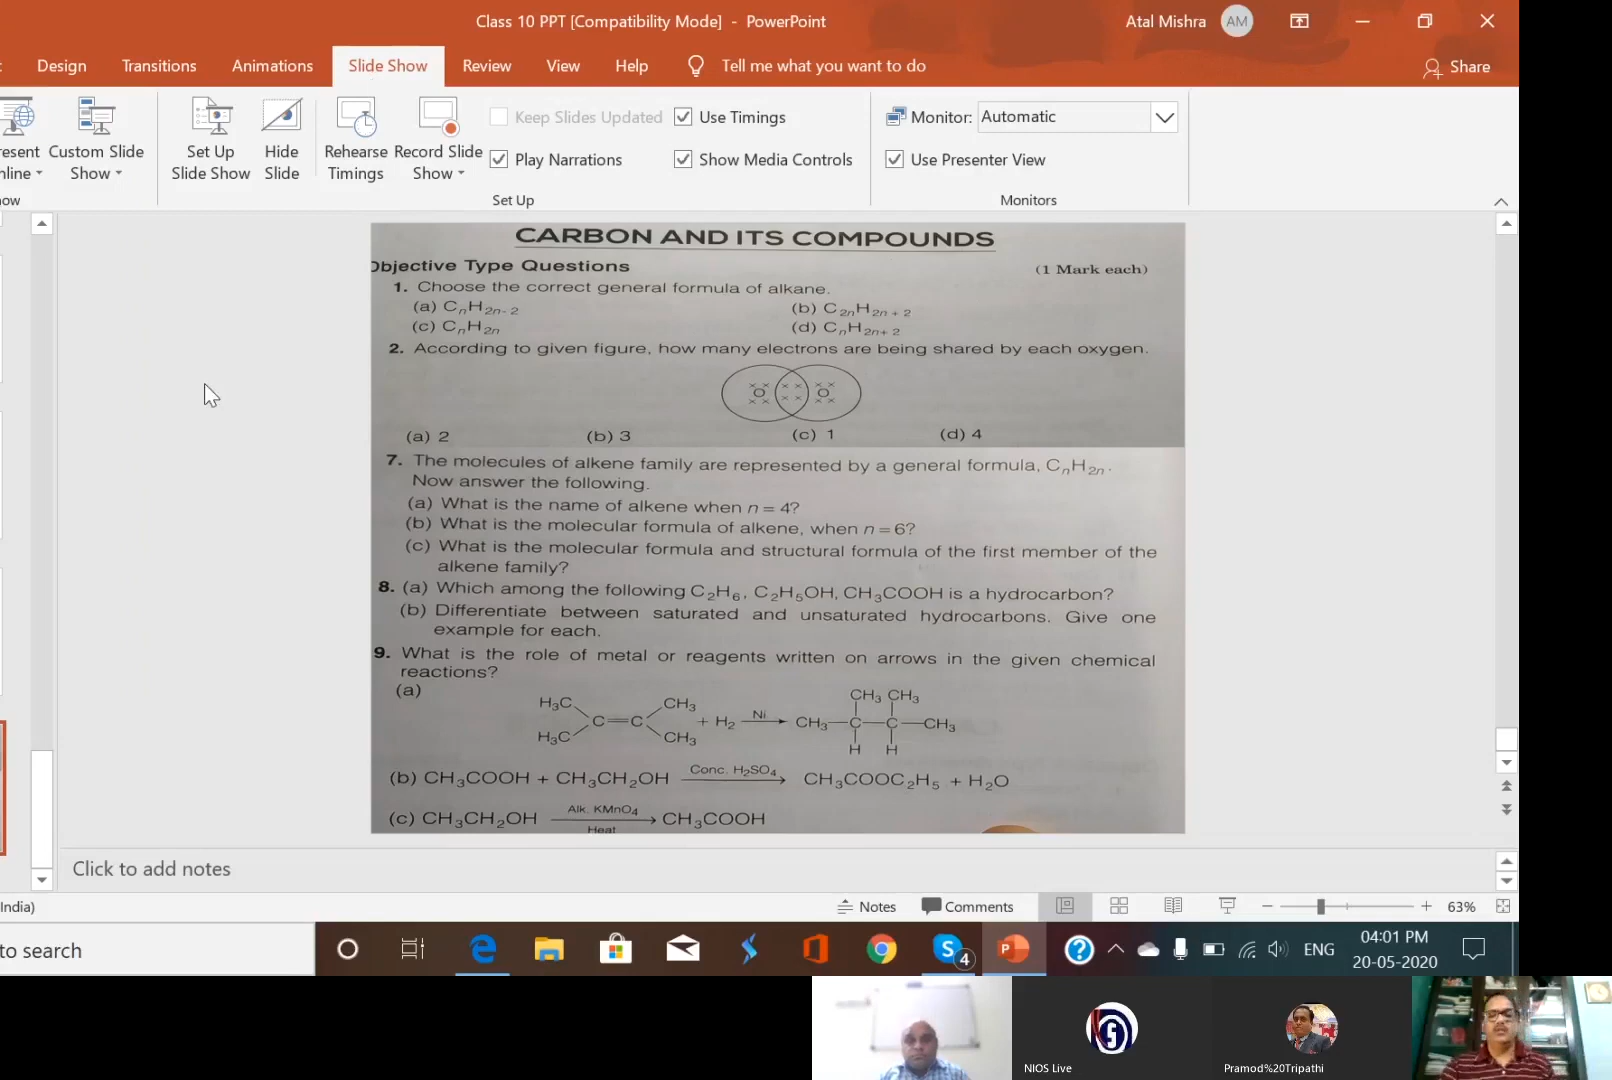 Class 10 PPT [Compatibility Mode] - PowerPoint
Atal Mishra AM
Design Transitions Animations Slide Show Review View Help Tell me what you want to do Share
Custom Slide Show
Set Up Slide Show
Hide Slide
Rehearse Timings
Record Slide Show
Keep Slides Updated
Use Timings
Play Narrations
Show Media Controls
Set Up
Monitor: Automatic
Use Presenter View
Monitors
CARBON AND ITS COMPOUNDS
Objective Type Questions (1 Mark each)
1. Choose the correct general formula of alkane.
(a) CₙH₂ₙ₋₂ (b) C₂ₙH₂ₙ₊₂
(c) CₙH₂ₙ (d) CₙH₂ₙ₊₂
2. According to given figure, how many electrons are being shared by each oxygen.
O O
(a) 2 (b) 3 (c) 1 (d) 4
7. The molecules of alkene family are represented by a general formula, CₙH₂ₙ.
Now answer the following.
(a) What is the name of alkene when n = 4?
(b) What is the molecular formula of alkene, when n = 6?
(c) What is the molecular formula and structural formula of the first member of the
alkene family?
8. (a) Which among the following C₂H₆, C₂H₅OH, CH₃COOH is a hydrocarbon?
(b) Differentiate between saturated and unsaturated hydrocarbons. Give one
example for each.
9. What is the role of metal or reagents written on arrows in the given chemical
reactions?
(a)
CH₃ CH₃
H₃C CH₃
C=C + H₂ Ni CH₃—C—C—CH₃
H₃C CH₃
H H
(b) CH₃COOH + CH₃CH₂OH Conc. H₂SO₄ CH₃COOC₂H₅ + H₂O
(c) CH₃CH₂OH Alk. KMnO₄ Heat CH₃COOH
Click to add notes
India)
Notes Comments 63%
to search
4
ENG
04:01 PM
20-05-2020
NIOS Live
Pramod%20Tripathi